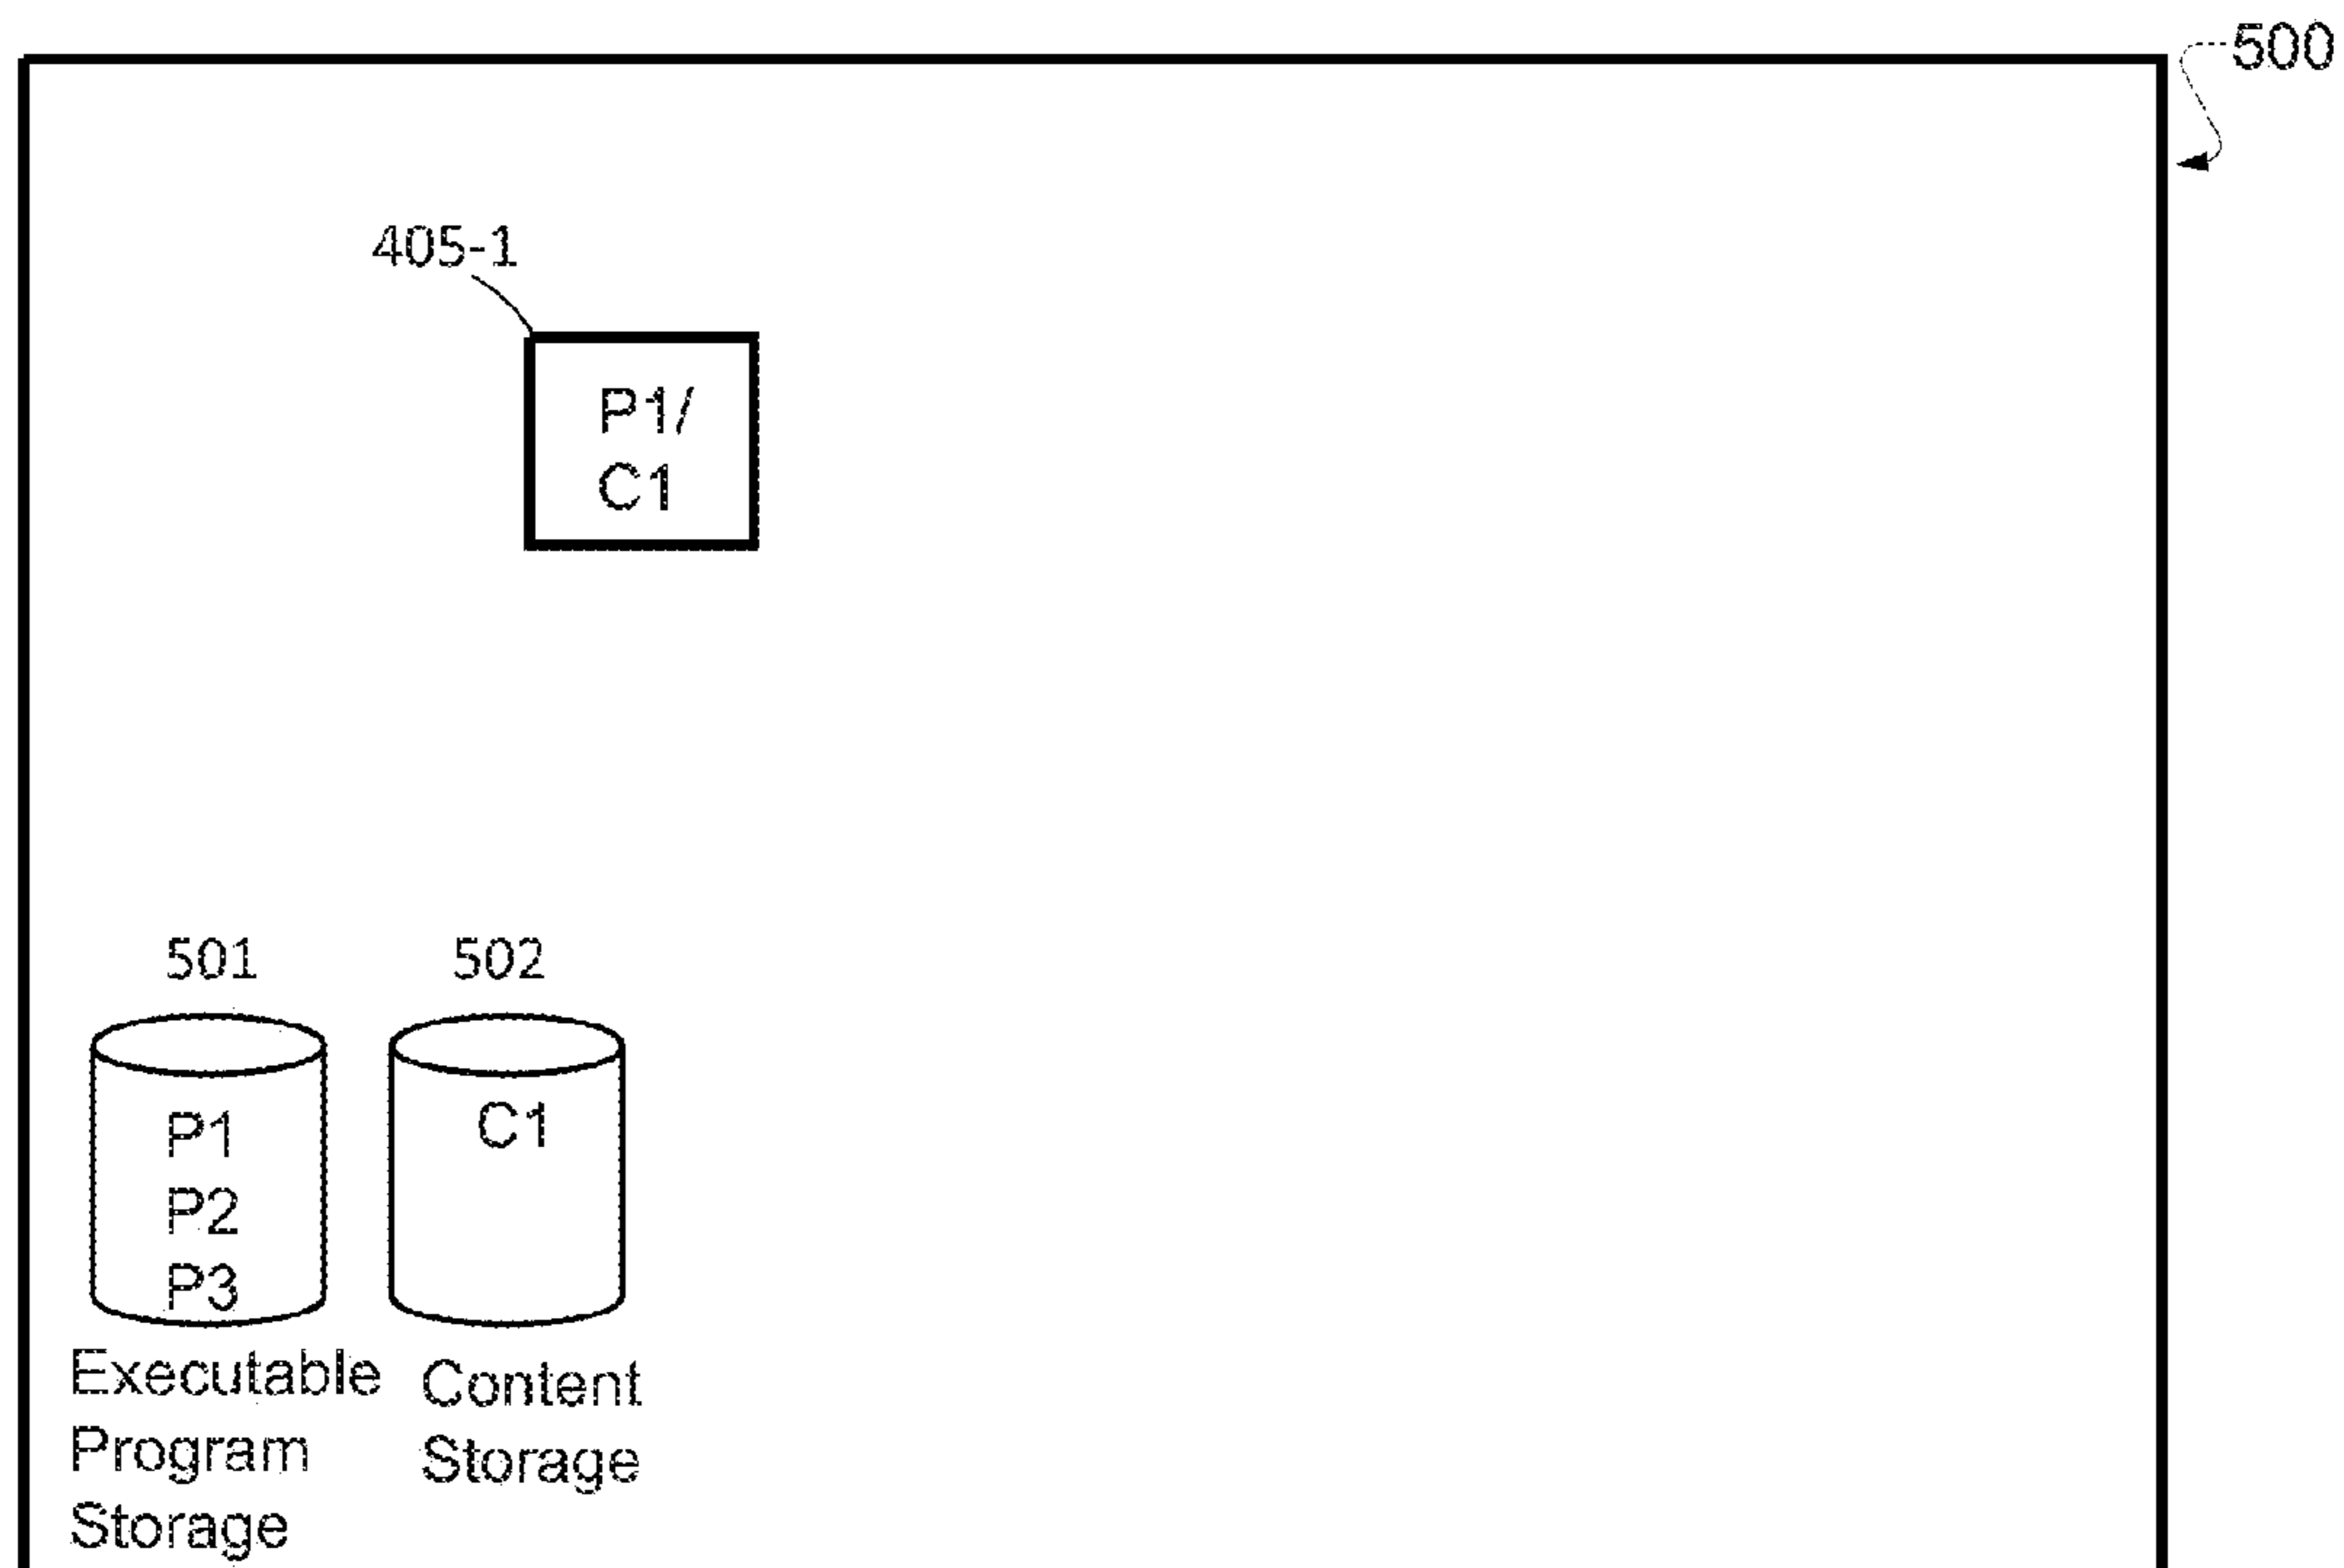 500
405-1
P1/
C1
501
P1
P2
P3
Executable
Program
Storage
502
C1
Content
Storage